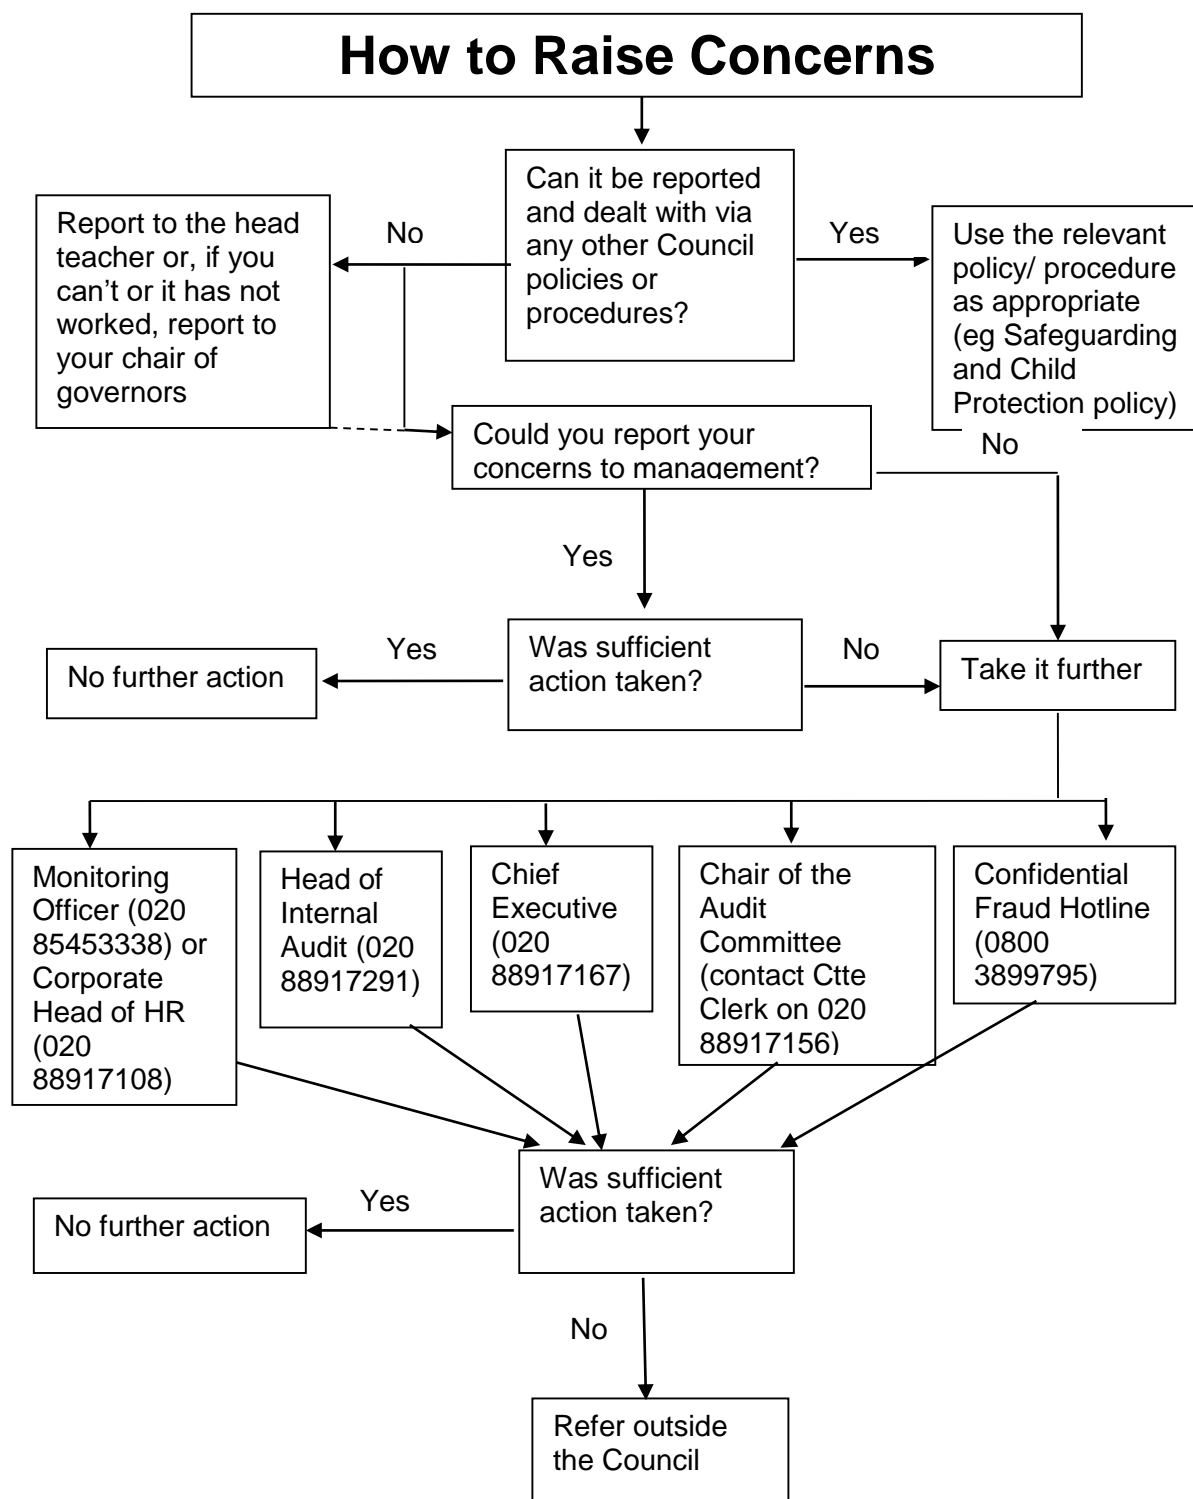 How to Raise Concerns
Can it be reported
and dealt with via
any other Council
policies or
procedures?
No
Yes
Report to the head
teacher or, if you
can’t or it has not
worked, report to
your chair of
governors
Use the relevant
policy/ procedure
as appropriate
(eg Safeguarding
and Child
Protection policy)
Could you report your
concerns to management?
No
Yes
Was sufficient
action taken?
Yes
No
No further action
Take it further
Monitoring
Officer (020
85453338) or
Corporate
Head of HR
(020
88917108)
Head of
Internal
Audit (020
88917291)
Chief
Executive
(020
88917167)
Chair of the
Audit
Committee
(contact Ctte
Clerk on 020
88917156)
Confidential
Fraud Hotline
(0800
3899795)
Was sufficient
action taken?
Yes
No further action
No
Refer outside
the Council